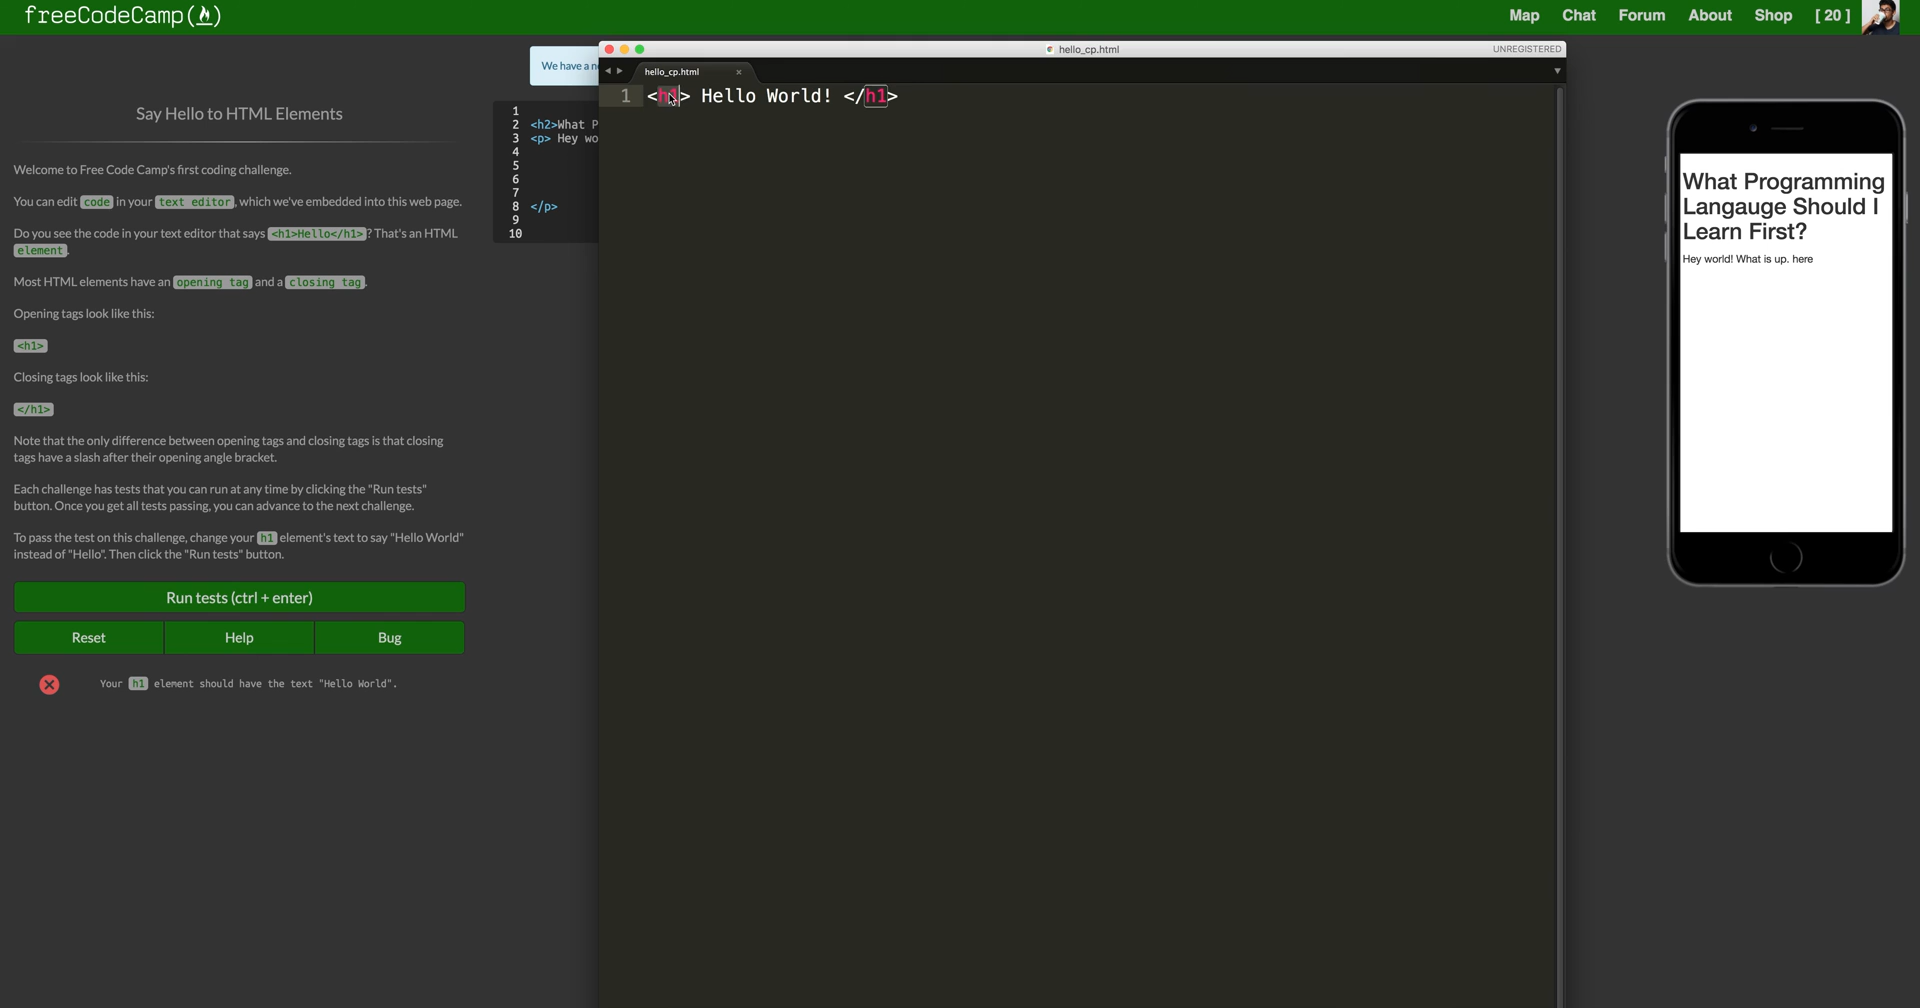 freeCodeCamp(🔥)
Map Chat Forum About Shop [ 20 ]
Say Hello to HTML Elements
Welcome to Free Code Camp's first coding challenge.
You can edit code in your text editor, which we've embedded into this web page.
Do you see the code in your text editor that says <h1>Hello</h1>? That's an HTML
element.
Most HTML elements have an opening tag and a closing tag.
Opening tags look like this:
<h1>
Closing tags look like this:
</h1>
Note that the only difference between opening tags and closing tags is that closing
tags have a slash after their opening angle bracket.
Each challenge has tests that you can run at any time by clicking the "Run tests"
button. Once you get all tests passing, you can advance to the next challenge.
To pass the test on this challenge, change your h1 element's text to say "Hello World"
instead of "Hello". Then click the "Run tests" button.
Run tests (ctrl + enter)
Reset Help Bug
Your h1 element should have the text "Hello World".
We have a n
1
2 <h2>What P
3 <p> Hey wo
4
5
6
7
8 </p>
9
10
hello_cp.html UNREGISTERED
hello_cp.html ×
1 <h1> Hello World! </h1>
What Programming
Langauge Should I
Learn First?
Hey world! What is up. here